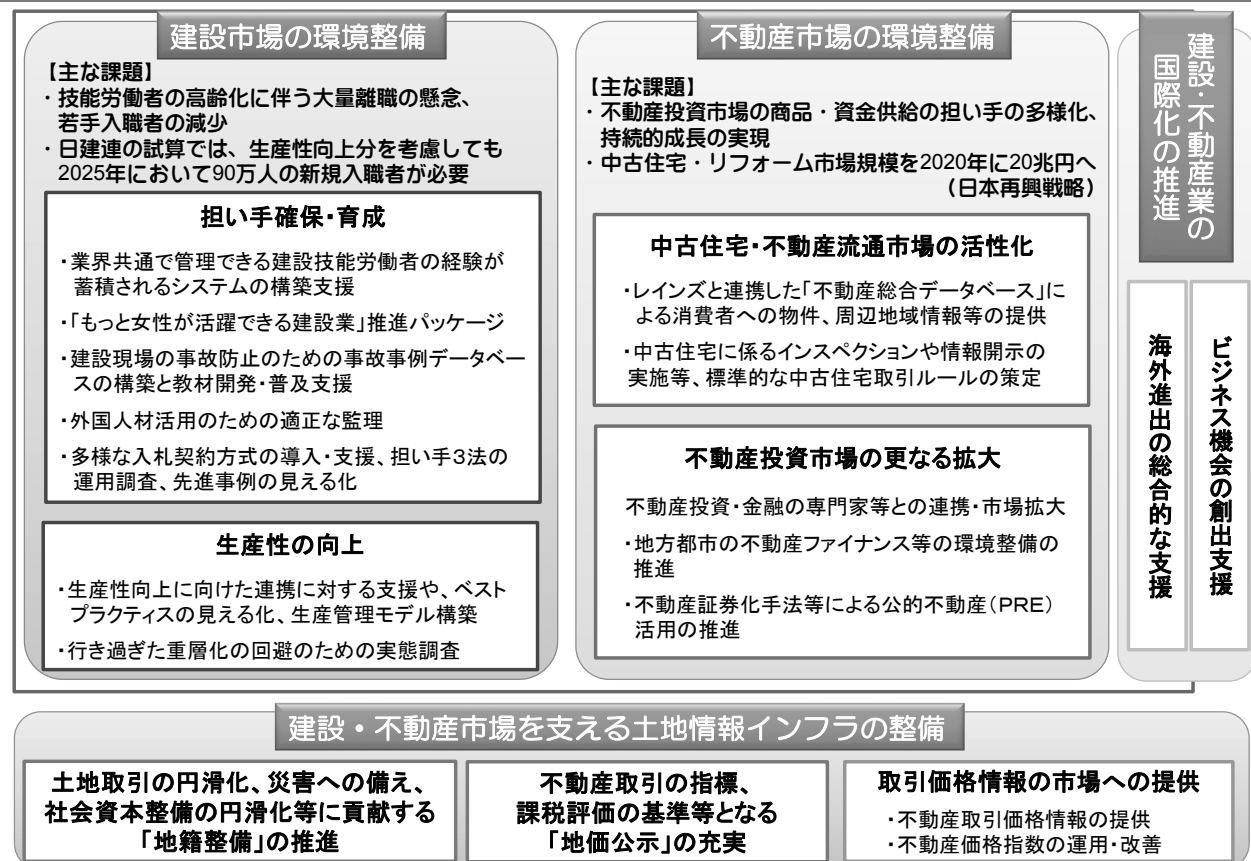 建設市場の環境整備
【主な課題】
・技能労働者の高齢化に伴う大量離職の懸念、
若手入職者の減少
・日建連の試算では、生産性向上分を考慮しても
2025年において90万人の新規入職者が必要
担い手確保・育成
・業界共通で管理できる建設技能労働者の経験が
蓄積されるシステムの構築支援
・「もっと女性が活躍できる建設業」推進パッケージ
・建設現場の事故防止のための事故事例データベー
スの構築と教材開発・普及支援
・外国人材活用のための適正な監理
・多様な入札契約方式の導入・支援、担い手3法の
運用調査、先進事例の見える化
生産性の向上
・生産性向上に向けた連携に対する支援や、ベスト
プラクティスの見える化、生産管理モデル構築
・行き過ぎた重層化の回避のための実態調査
不動産市場の環境整備
【主な課題】
・不動産投資市場の商品・資金供給の担い手の多様化、
持続的成長の実現
・中古住宅・リフォーム市場規模を2020年に20兆円へ
（日本再興戦略）
中古住宅・不動産流通市場の活性化
・レインズと連携した「不動産総合データベース」に
よる消費者への物件、周辺地域情報等の提供
・中古住宅に係るインスペクションや情報開示の
実施等、標準的な中古住宅取引ルールの策定
不動産投資市場の更なる拡大
不動産投資・金融の専門家等との連携・市場拡大
・地方都市の不動産ファイナンス等の環境整備の
推進
・不動産証券化手法等による公的不動産（PRE）
活用の推進
建設・不動産業の
国際化の推進
ビジネス機会の創出支援
海外進出の総合的な支援
建設・不動産市場を支える土地情報インフラの整備
土地取引の円滑化、災害への備え、
社会資本整備の円滑化等に貢献する
「地籍整備」の推進
不動産取引の指標、
課税評価の基準等となる
「地価公示」の充実
取引価格情報の市場への提供
・不動産取引価格情報の提供
・不動産価格指数の運用・改善